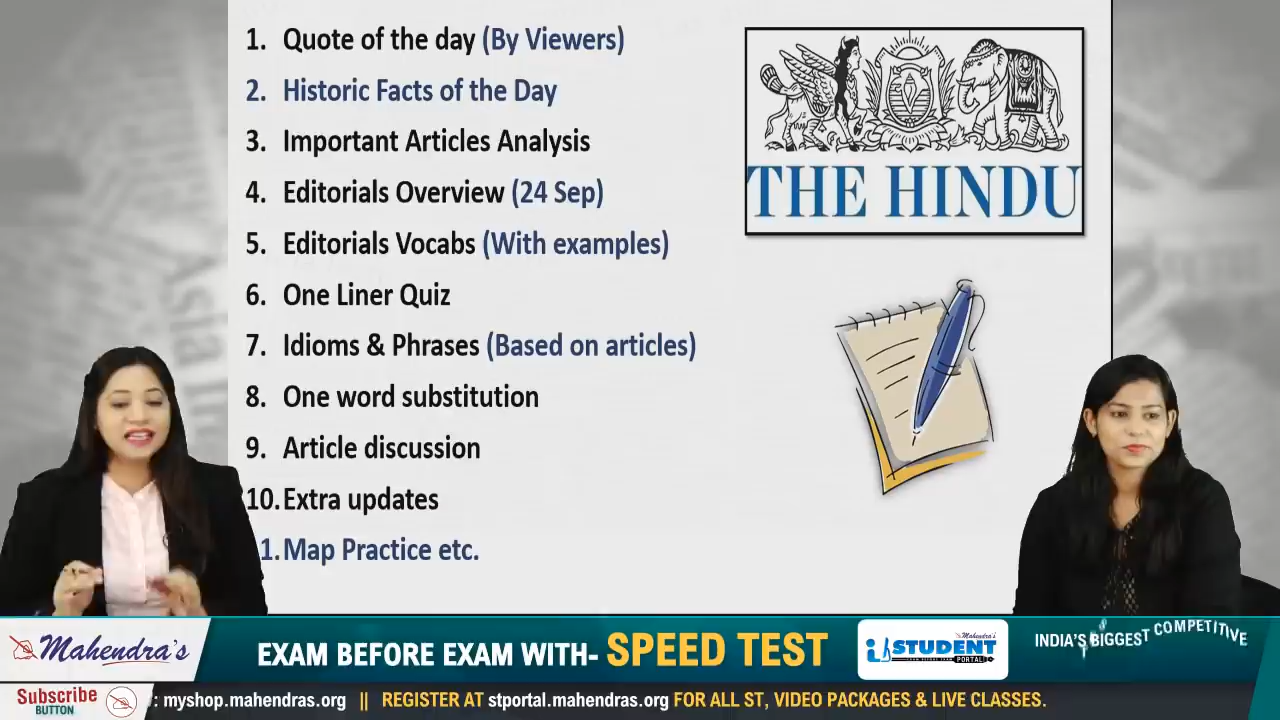 1. Quote of the day (By Viewers)
2. Historic Facts of the Day
3. Important Articles Analysis
4. Editorials Overview (24 Sep)
5. Editorials Vocabs (With examples)
6. One Liner Quiz
7. Idioms & Phrases (Based on articles)
8. One word substitution
9. Article discussion
10. Extra updates
1. Map Practice etc.
THE HINDU
Asia
Mahendra's
EXAM BEFORE EXAM WITH- SPEED TEST
Mahendra's
STUDENT
PORTAL
INDIA'S BIGGEST COMPETITIVE
Subscribe
BUTTON
: myshop.mahendras.org || REGISTER AT stportal.mahendras.org FOR ALL ST, VIDEO PACKAGES & LIVE CLASSES.